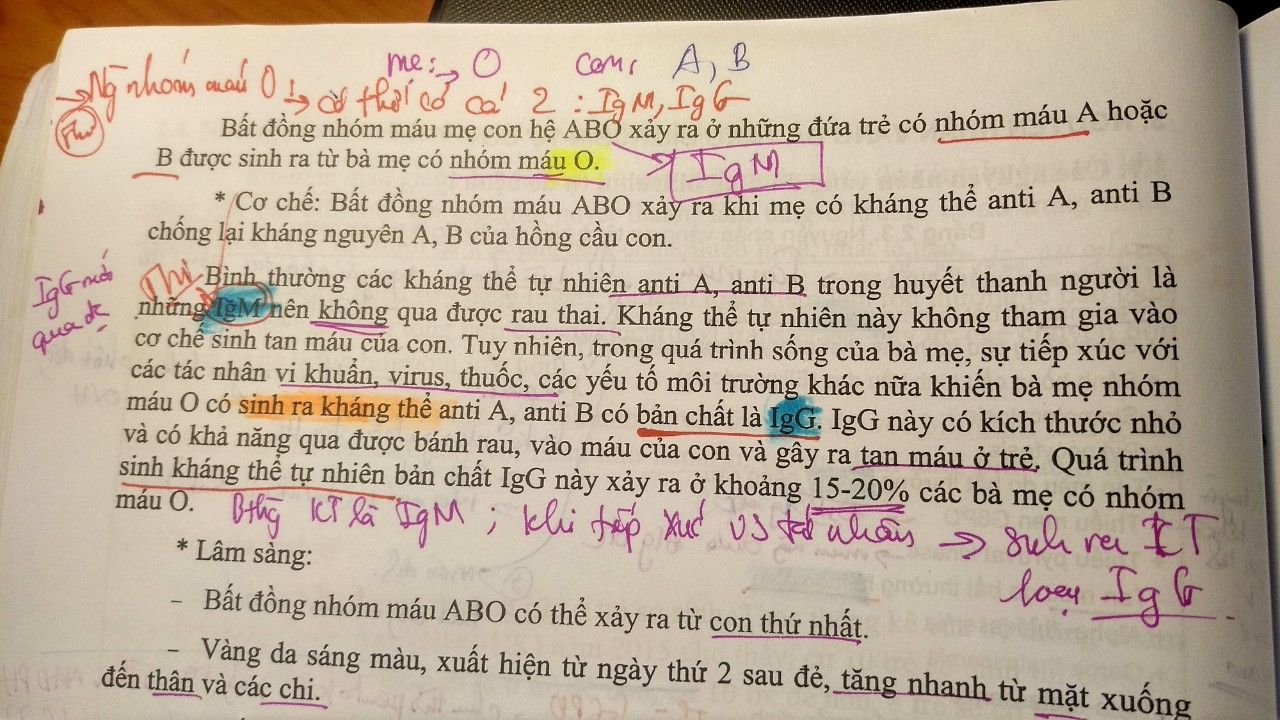 mẹ: → O con: A, B
→ Ng nhóm máu O! → có thời có cả 2 : IgM, IgG
Bất đồng nhóm máu mẹ con hệ ABO xảy ra ở những đứa trẻ có nhóm máu A hoặc
B được sinh ra từ bà mẹ có nhóm máu O. → IgM
* Cơ chế: Bất đồng nhóm máu ABO xảy ra khi mẹ có kháng thể anti A, anti B
chống lại kháng nguyên A, B của hồng cầu con.
Bình thường các kháng thể tự nhiên anti A, anti B trong huyết thanh người là
những IgM nên không qua được rau thai. Kháng thể tự nhiên này không tham gia vào
cơ chế sinh tan máu của con. Tuy nhiên, trong quá trình sống của bà mẹ, sự tiếp xúc với
các tác nhân vi khuẩn, virus, thuốc, các yếu tố môi trường khác nữa khiến bà mẹ nhóm
máu O có sinh ra kháng thể anti A, anti B có bản chất là IgG. IgG này có kích thước nhỏ
và có khả năng qua được bánh rau, vào máu của con và gây ra tan máu ở trẻ. Quá trình
sinh kháng thể tự nhiên bản chất IgG này xảy ra ở khoảng 15-20% các bà mẹ có nhóm
máu O.
IgG mới
qua đc
Bthg KT là IgM ; khi tiếp xúc vs tác nhân → sinh ra KT
loại IgG
* Lâm sàng:
– Bất đồng nhóm máu ABO có thể xảy ra từ con thứ nhất.
– Vàng da sáng màu, xuất hiện từ ngày thứ 2 sau đẻ, tăng nhanh từ mặt xuống
đến thân và các chi.